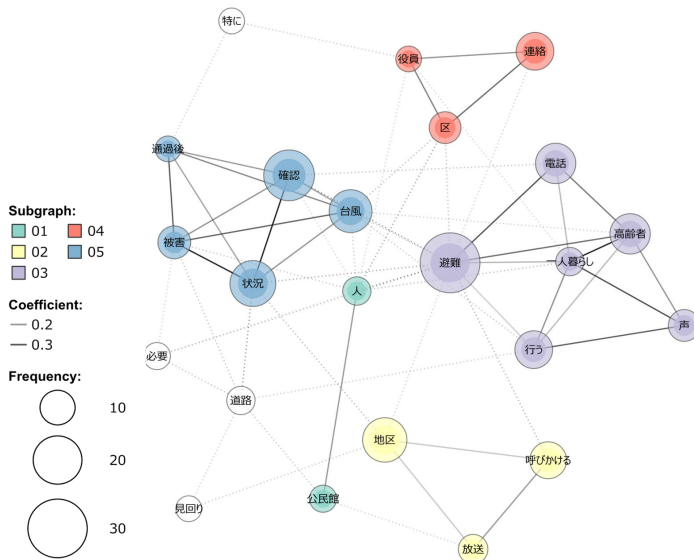 特に
役員
連絡
区
通過後
確認
電話
台風
高齢者
被害
避難
一人暮らし
状況
人
声
行う
必要
道路
地区
呼びかける
見回り
公民館
放送
Subgraph:
01
04
02
05
03
Coefficient:
0.2
0.3
Frequency:
10
20
30